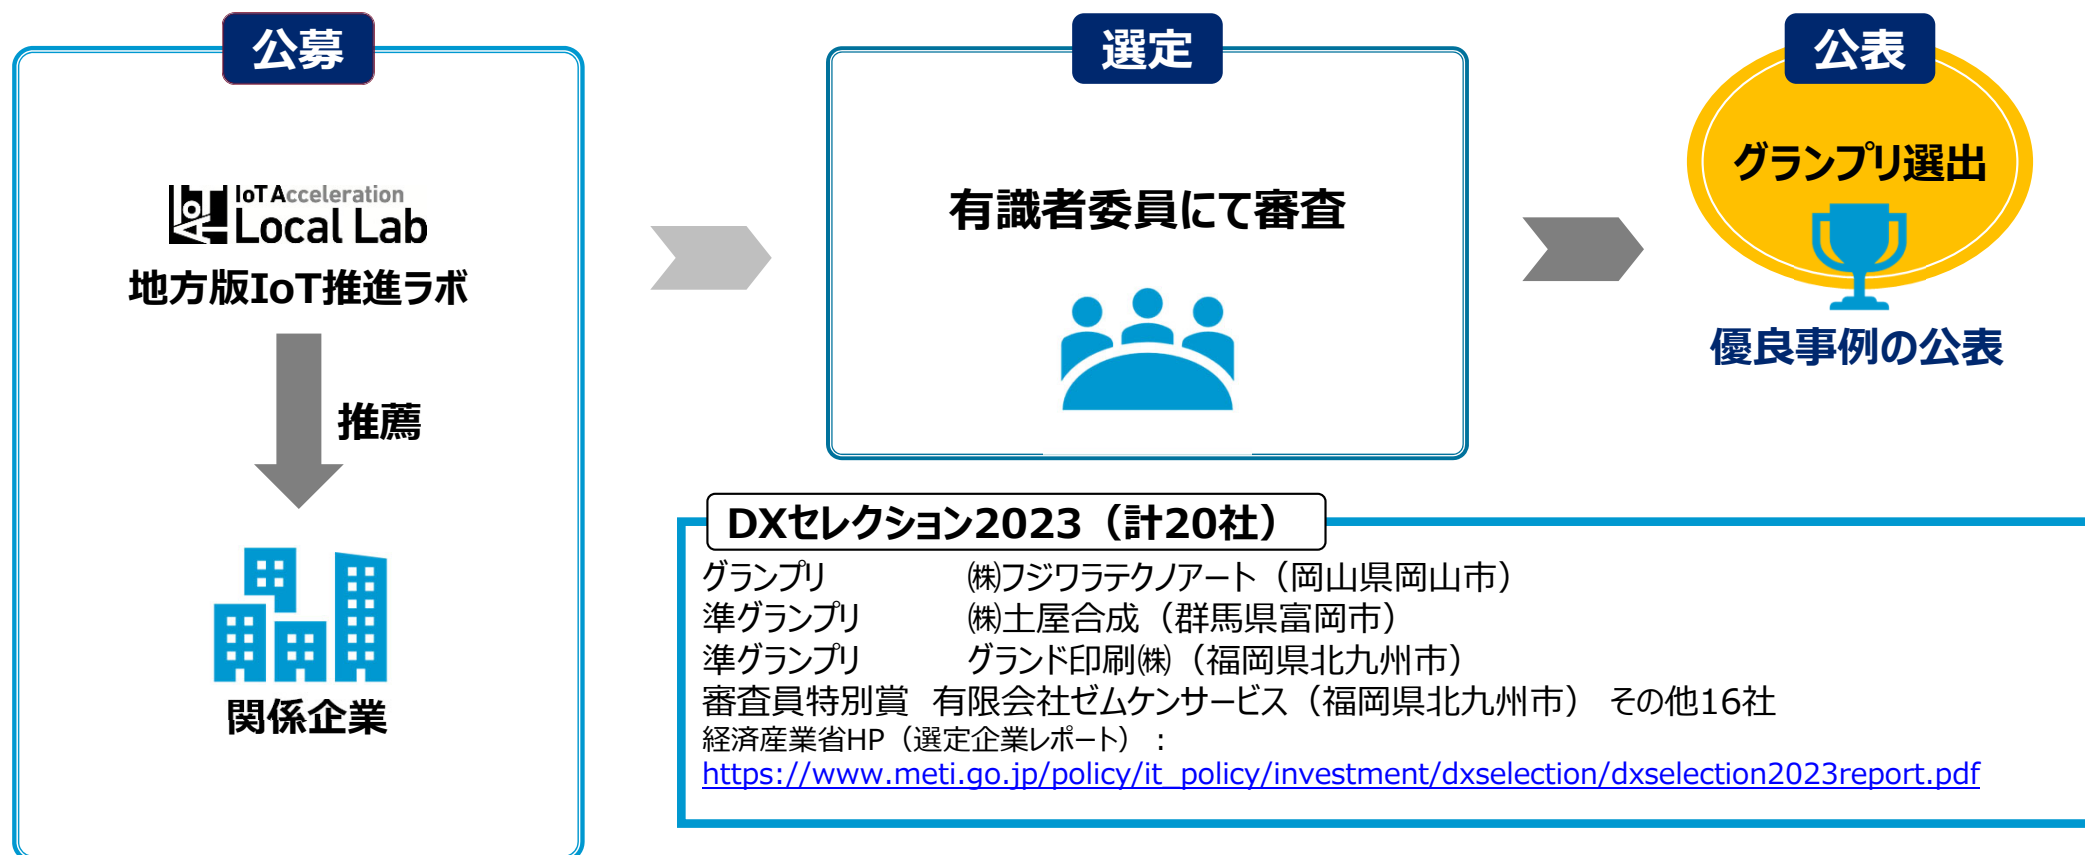 公募
IoT Acceleration
Local Lab
地方版IoT推進ラボ
推薦
関係企業
選定
有識者委員にて審査
公表
グランプリ選出
優良事例の公表
DXセレクション2023（計20社）
グランプリ ㈱フジワラテクノアート（岡山県岡山市）
準グランプリ ㈱土屋合成（群馬県富岡市）
準グランプリ グランド印刷㈱（福岡県北九州市）
審査員特別賞 有限会社ゼムケンサービス（福岡県北九州市） その他16社
経済産業省HP（選定企業レポート）：
https://www.meti.go.jp/policy/it_policy/investment/dxselection/dxselection2023report.pdf